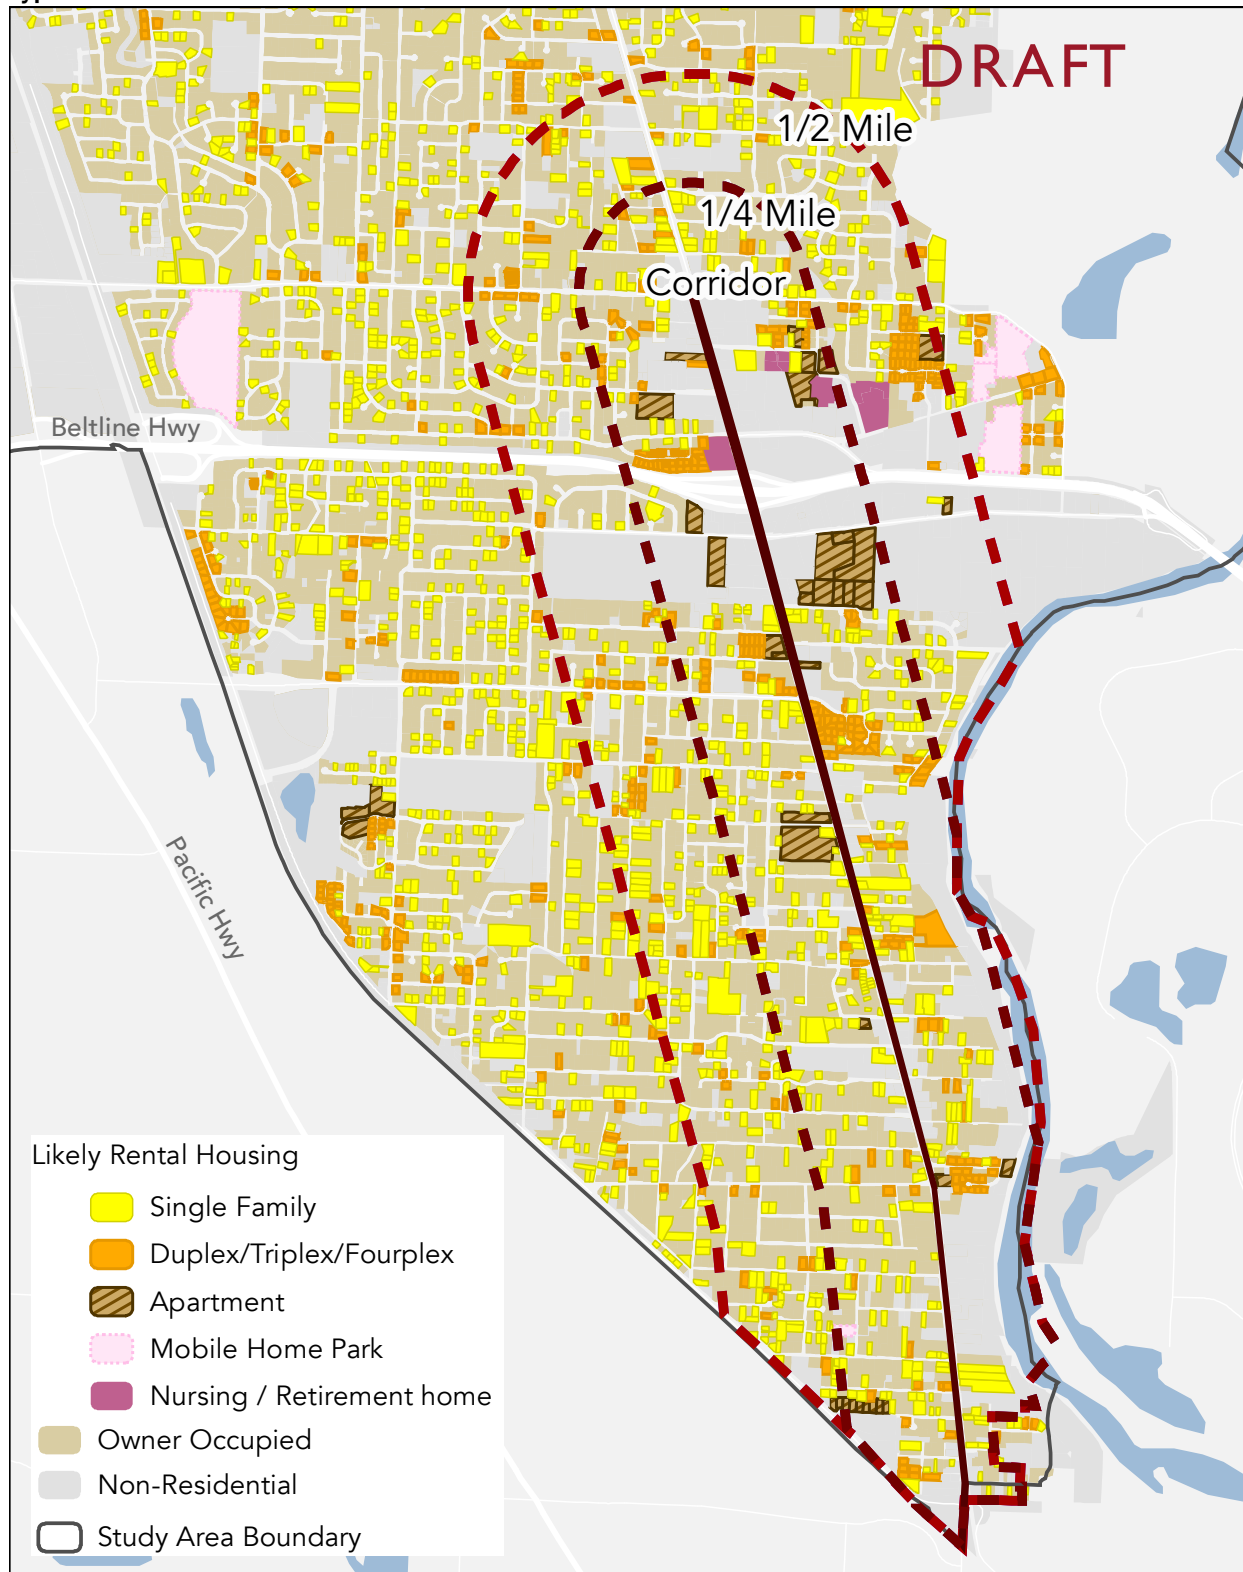 DRAFT
1/2 Mile
1/4 Mile
Corridor
Beltline Hwy
Pacific Hwy
Likely Rental Housing
Single Family
Duplex/Triplex/Fourplex
Apartment
Mobile Home Park
Nursing / Retirement home
Owner Occupied
Non-Residential
Study Area Boundary